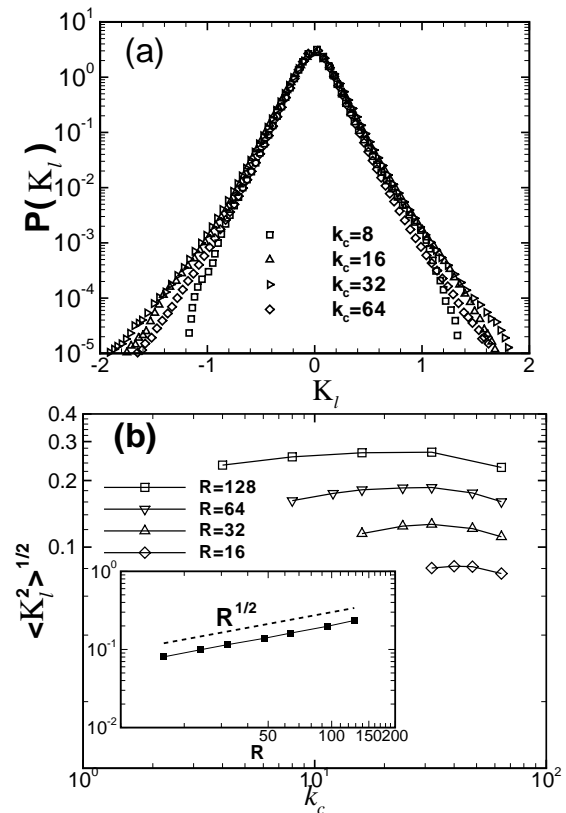 (a)
10^1
10^0
10^-1
10^-2
10^-3
10^-4
10^-5
P(K_l)
k_c=8
k_c=16
k_c=32
k_c=64
-2 -1 0 1 2
K_l
(b)
0.4
0.3
0.2
0.1
<K_l^2>^1/2
R=128
R=64
R=32
R=16
10^0
10^-1
10^-2
R^1/2
50 100 150 200
R
10^0 10^1 10^2
k_c